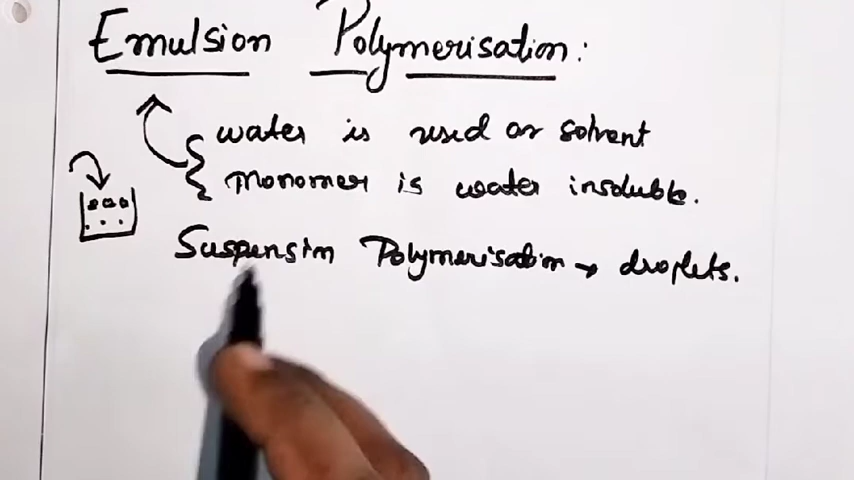 Emulsion Polymerisation:
water is used as solvent
monomer is water insoluble.
Suspension Polymerisation → droplets.